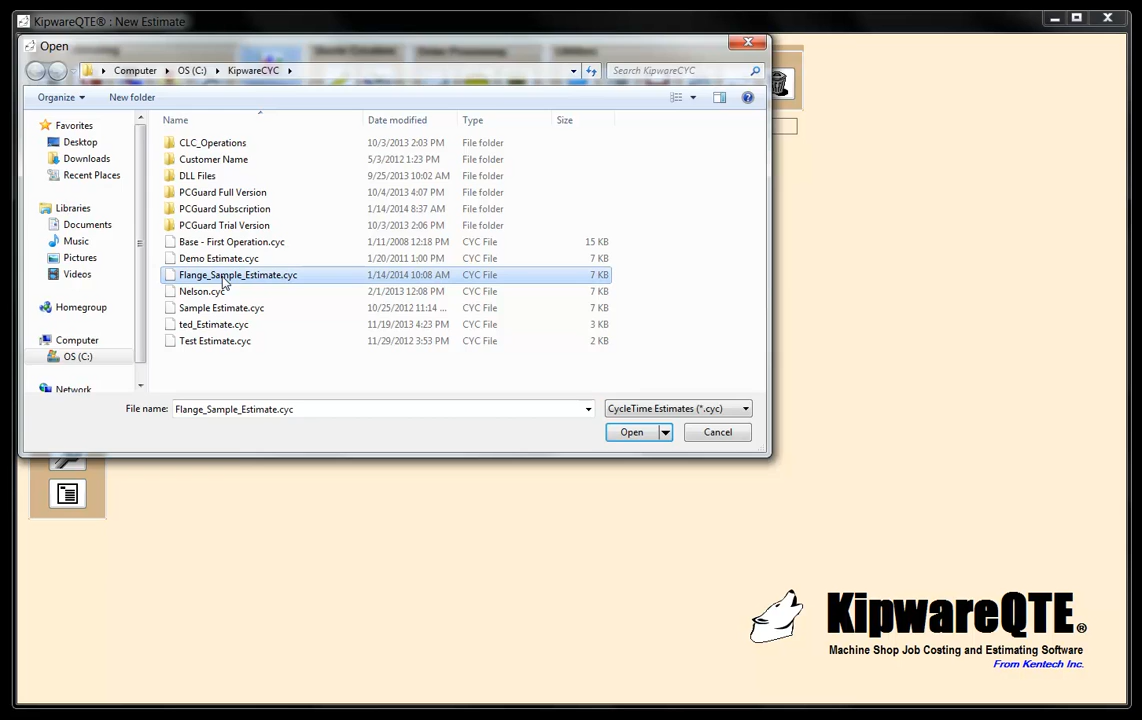 KipwareQTE® : New Estimate
Open
Computer OS (C:) KipwareCYC
Search KipwareCYC
Organize New folder
Name Date modified Type Size
Favorites
Desktop
Downloads
Recent Places
Libraries
Documents
Music
Pictures
Videos
Homegroup
Computer
OS (C:)
Network
CLC_Operations 10/3/2013 2:03 PM File folder
Customer Name 5/3/2012 1:23 PM File folder
DLL Files 9/25/2013 10:02 AM File folder
PCGuard Full Version 10/4/2013 4:07 PM File folder
PCGuard Subscription 1/14/2014 8:37 AM File folder
PCGuard Trial Version 10/3/2013 2:06 PM File folder
Base - First Operation.cyc 1/11/2008 12:18 PM CYC File 15 KB
Demo Estimate.cyc 1/20/2011 1:00 PM CYC File 7 KB
Flange_Sample_Estimate.cyc 1/14/2014 10:08 AM CYC File 7 KB
Nelson.cyc 2/1/2013 12:08 PM CYC File 7 KB
Sample Estimate.cyc 10/25/2012 11:14 ... CYC File 7 KB
ted_Estimate.cyc 11/19/2013 4:23 PM CYC File 3 KB
Test Estimate.cyc 11/29/2012 3:53 PM CYC File 2 KB
File name: Flange_Sample_Estimate.cyc CycleTime Estimates (*.cyc)
Open Cancel
KipwareQTE®
Machine Shop Job Costing and Estimating Software
From Kentech Inc.